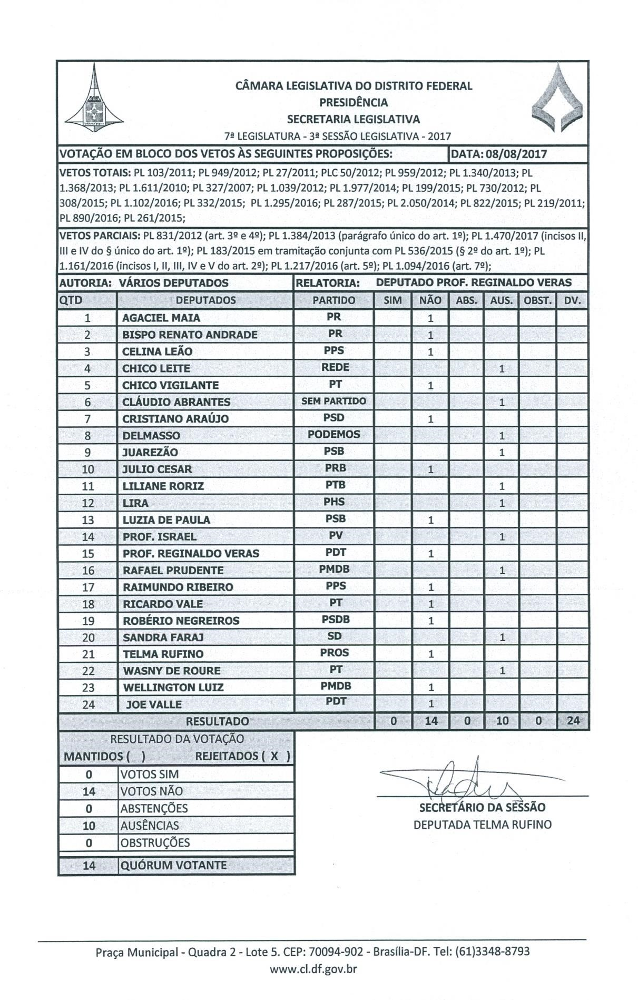 CÂMARA LEGISLATIVA DO DISTRITO FEDERAL
PRESIDÊNCIA
SECRETARIA LEGISLATIVA
7ª LEGISLATURA - 3ª SESSÃO LEGISLATIVA - 2017
VOTAÇÃO EM BLOCO DOS VETOS ÀS SEGUINTES PROPOSIÇÕES: DATA: 08/08/2017
VETOS TOTAIS: PL 103/2011; PL 949/2012; PL 27/2011; PLC 50/2012; PL 959/2012; PL 1.340/2013; PL
1.368/2013; PL 1.611/2010; PL 327/2007; PL 1.039/2012; PL 1.977/2014; PL 199/2015; PL 730/2012; PL
308/2015; PL 1.102/2016; PL 332/2015; PL 1.295/2016; PL 287/2015; PL 2.050/2014; PL 822/2015; PL 219/2011;
PL 890/2016; PL 261/2015;
VETOS PARCIAIS: PL 831/2012 (art. 3º e 4º); PL 1.384/2013 (parágrafo único do art. 1º); PL 1.470/2017 (incisos II,
III e IV do § único do art. 1º); PL 183/2015 em tramitação conjunta com PL 536/2015 (§ 2º do art. 1º); PL
1.161/2016 (incisos I, II, III, IV e V do art. 2º); PL 1.217/2016 (art. 5º); PL 1.094/2016 (art. 7º);
AUTORIA: VÁRIOS DEPUTADOS RELATORIA: DEPUTADO PROF. REGINALDO VERAS
QTD DEPUTADOS PARTIDO SIM NÃO ABS. AUS. OBST. DV.
1 AGACIEL MAIA PR 1
2 BISPO RENATO ANDRADE PR 1
3 CELINA LEÃO PPS 1
4 CHICO LEITE REDE 1
5 CHICO VIGILANTE PT 1
6 CLÁUDIO ABRANTES SEM PARTIDO 1
7 CRISTIANO ARAÚJO PSD 1
8 DELMASSO PODEMOS 1
9 JUAREZÃO PSB 1
10 JULIO CESAR PRB 1
11 LILIANE RORIZ PTB 1
12 LIRA PHS 1
13 LUZIA DE PAULA PSB 1
14 PROF. ISRAEL PV 1
15 PROF. REGINALDO VERAS PDT 1
16 RAFAEL PRUDENTE PMDB 1
17 RAIMUNDO RIBEIRO PPS 1
18 RICARDO VALE PT 1
19 ROBÉRIO NEGREIROS PSDB 1
20 SANDRA FARAJ SD 1
21 TELMA RUFINO PROS 1
22 WASNY DE ROURE PT 1
23 WELLINGTON LUIZ PMDB 1
24 JOE VALLE PDT 1
RESULTADO 0 14 0 10 0 24
RESULTADO DA VOTAÇÃO
MANTIDOS ( ) REJEITADOS ( X )
0 VOTOS SIM
14 VOTOS NÃO
0 ABSTENÇÕES
10 AUSÊNCIAS
0 OBSTRUÇÕES
14 QUÓRUM VOTANTE
SECRETÁRIO DA SESSÃO
DEPUTADA TELMA RUFINO
Praça Municipal - Quadra 2 - Lote 5. CEP: 70094-902 - Brasília-DF. Tel: (61)3348-8793
www.cl.df.gov.br